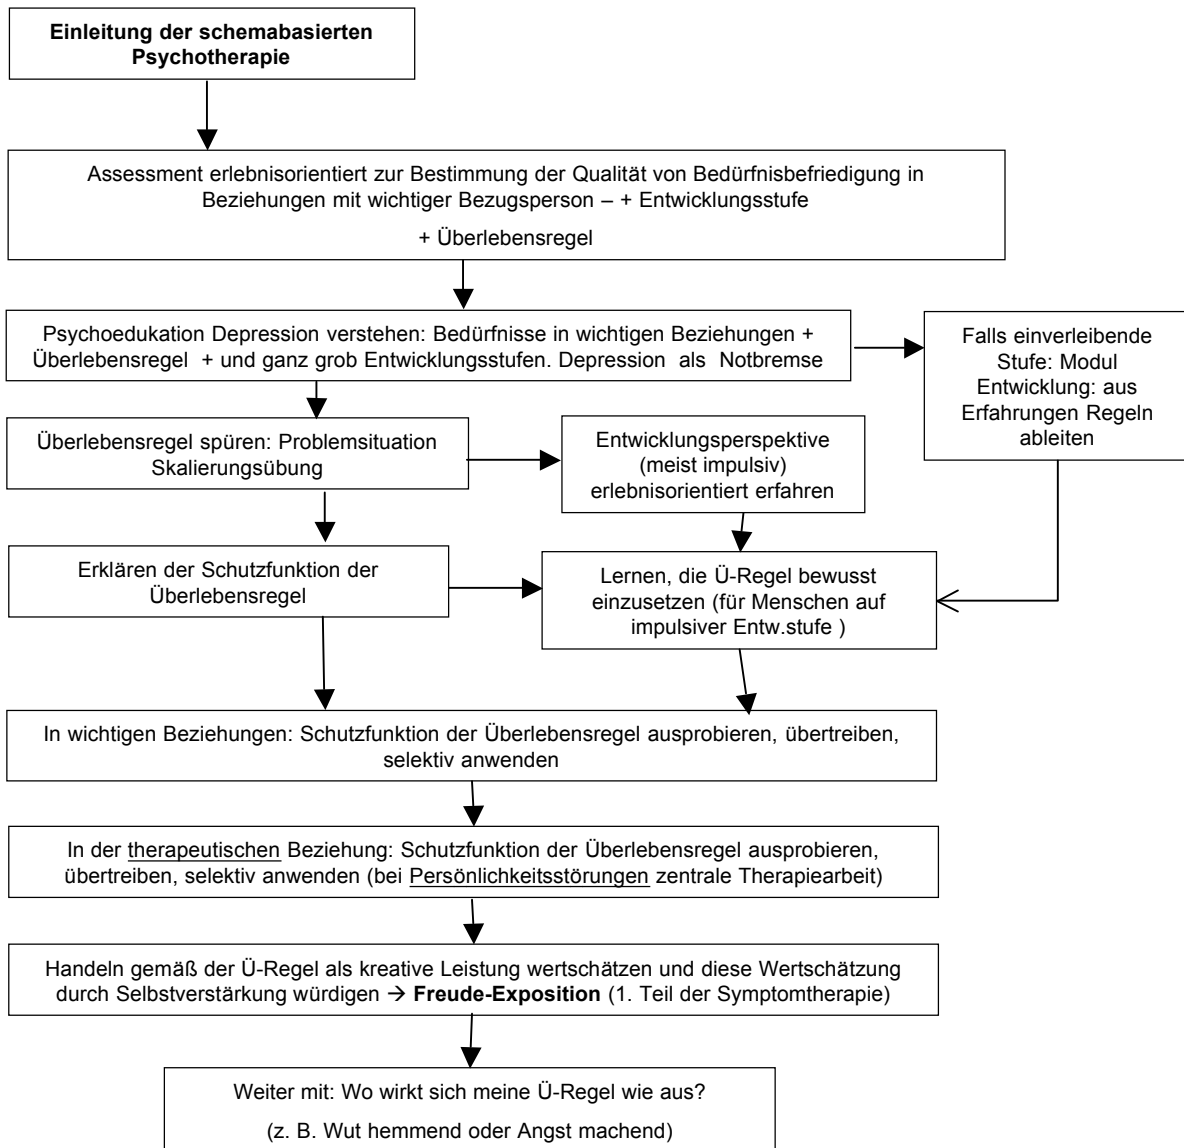 Einleitung der schemabasierten
Psychotherapie
Assessment erlebnisorientiert zur Bestimmung der Qualität von Bedürfnisbefriedigung in
Beziehungen mit wichtiger Bezugsperson – + Entwicklungsstufe
+ Überlebensregel
Psychoedukation Depression verstehen: Bedürfnisse in wichtigen Beziehungen +
Überlebensregel + und ganz grob Entwicklungsstufen. Depression als Notbremse
Falls einverleibende
Stufe: Modul
Entwicklung: aus
Erfahrungen Regeln
ableiten
Überlebensregel spüren: Problemsituation
Skalierungsübung
Entwicklungsperspektive
(meist impulsiv)
erlebnisorientiert erfahren
Erklären der Schutzfunktion der
Überlebensregel
Lernen, die Ü-Regel bewusst
einzusetzen (für Menschen auf
impulsiver Entw.stufe )
In wichtigen Beziehungen: Schutzfunktion der Überlebensregel ausprobieren, übertreiben,
selektiv anwenden
In der therapeutischen Beziehung: Schutzfunktion der Überlebensregel ausprobieren,
übertreiben, selektiv anwenden (bei Persönlichkeitsstörungen zentrale Therapiearbeit)
Handeln gemäß der Ü-Regel als kreative Leistung wertschätzen und diese Wertschätzung
durch Selbstverstärkung würdigen → Freude-Exposition (1. Teil der Symptomtherapie)
Weiter mit: Wo wirkt sich meine Ü-Regel wie aus?
(z. B. Wut hemmend oder Angst machend)